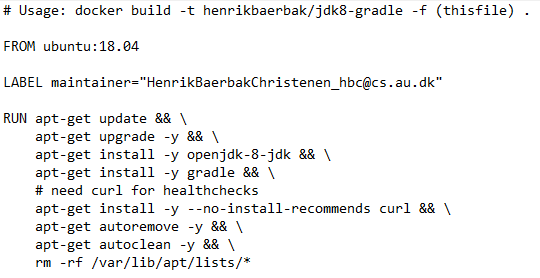 # Usage: docker build -t henrikbaerbak/jdk8-gradle -f (thisfile) .
FROM ubuntu:18.04
LABEL maintainer="HenrikBaerbakChristenen_hbc@cs.au.dk"
RUN apt-get update && \
apt-get upgrade -y && \
apt-get install -y openjdk-8-jdk && \
apt-get install -y gradle && \
# need curl for healthchecks
apt-get install -y --no-install-recommends curl && \
apt-get autoremove -y && \
apt-get autoclean -y && \
rm -rf /var/lib/apt/lists/*